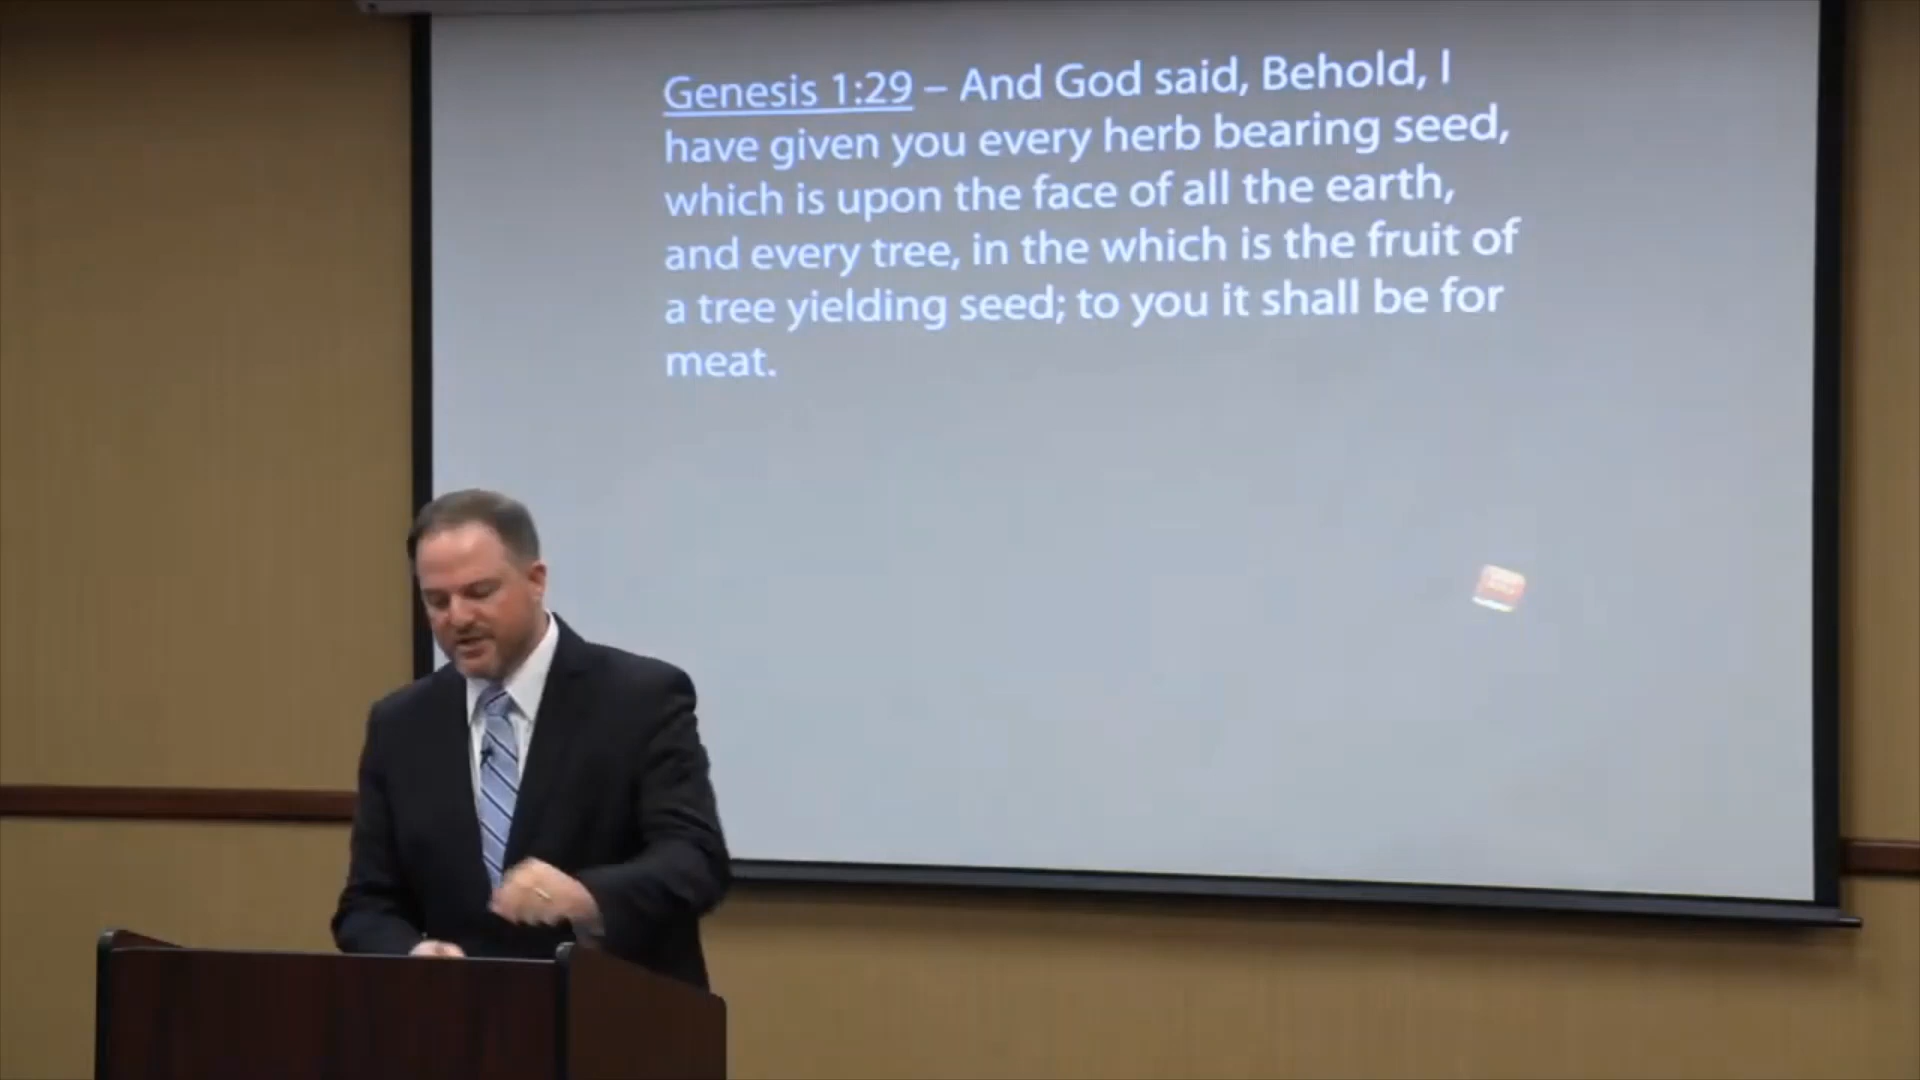 Genesis 1:29 – And God said, Behold, I
have given you every herb bearing seed,
which is upon the face of all the earth,
and every tree, in the which is the fruit of
a tree yielding seed; to you it shall be for
meat.